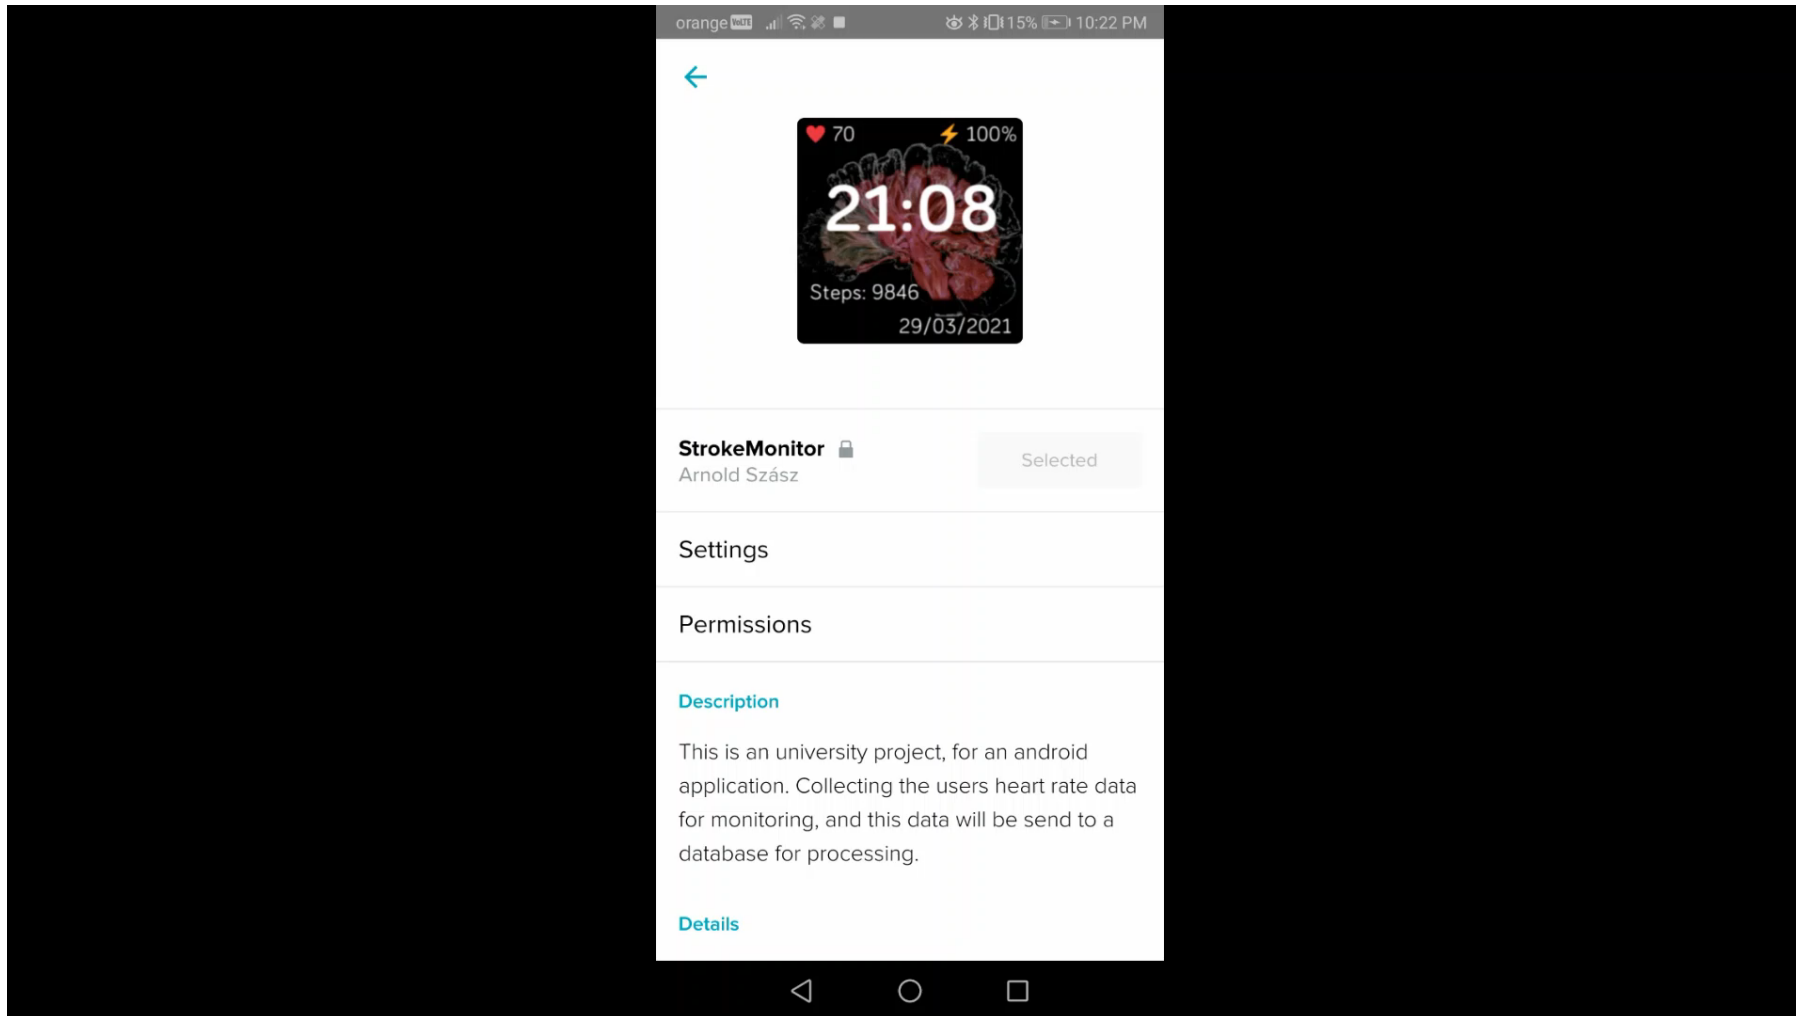 orange VoLTE 15% 10:22 PM
70 100%
21:08
Steps: 9846
29/03/2021
StrokeMonitor
Arnold Szász
Selected
Settings
Permissions
Description
This is an university project, for an android
application. Collecting the users heart rate data
for monitoring, and this data will be send to a
database for processing.
Details